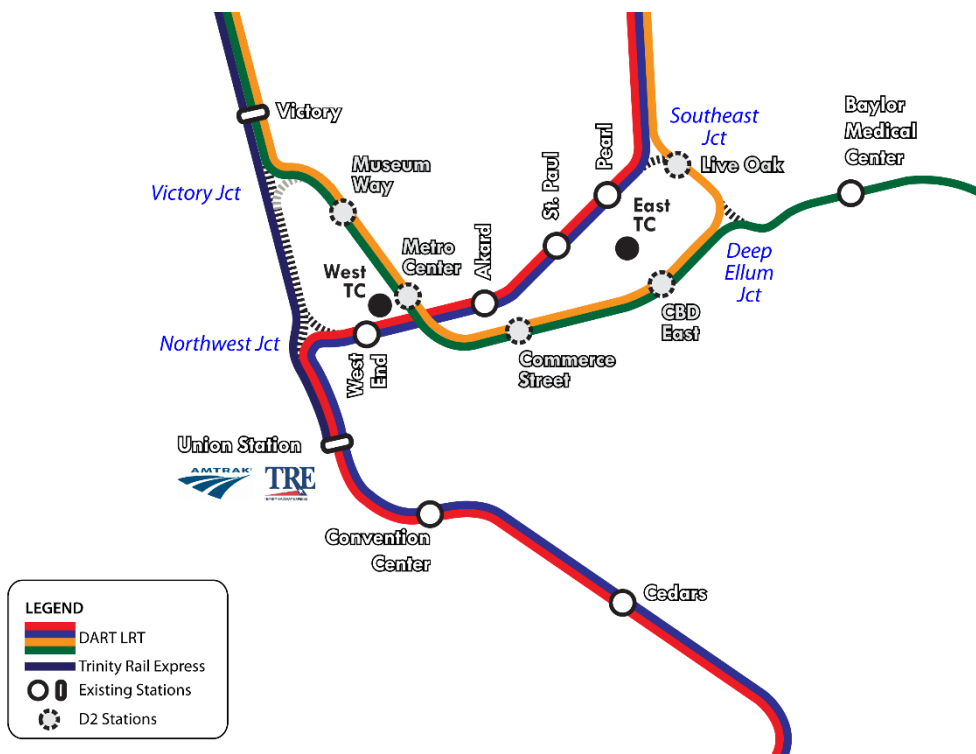 Victory
Museum
Way
Victory Jct
Southeast
Jct
Live Oak
Baylor
Medical
Center
Pearl
St. Paul
East
TC
Metro
Center
Akard
West
TC
Deep
Ellum
Jct
CBD
East
Northwest Jct
West
End
Commerce
Street
Union Station
AMTRAK
TRE
Convention
Center
Cedars
LEGEND
DART LRT
Trinity Rail Express
Existing Stations
D2 Stations